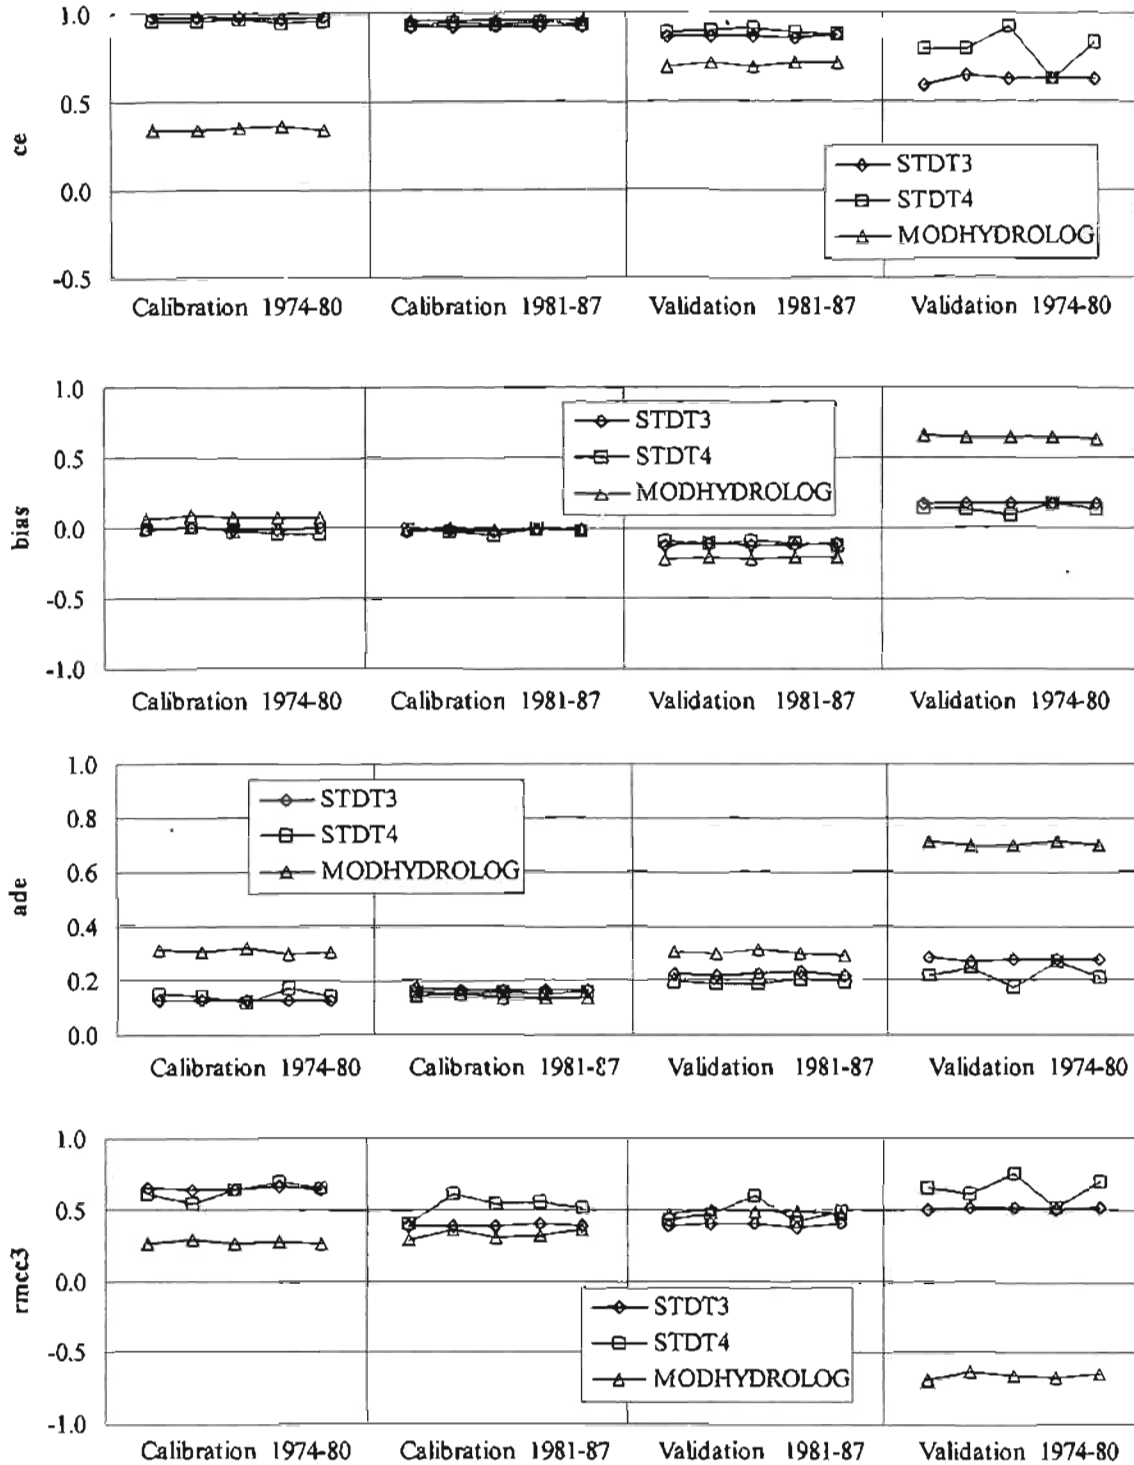 1.0
0.5
0.0
-0.5
ce
STDT3
STDT4
MODHYDROLOG
Calibration 1974-80 Calibration 1981-87 Validation 1981-87 Validation 1974-80
1.0
0.5
0.0
-0.5
-1.0
bias
STDT3
STDT4
MODHYDROLOG
Calibration 1974-80 Calibration 1981-87 Validation 1981-87 Validation 1974-80
1.0
0.8
0.6
0.4
0.2
0.0
ade
STDT3
STDT4
MODHYDROLOG
Calibration 1974-80 Calibration 1981-87 Validation 1981-87 Validation 1974-80
1.0
0.5
0.0
-0.5
-1.0
rmcc3
STDT3
STDT4
MODHYDROLOG
Calibration 1974-80 Calibration 1981-87 Validation 1981-87 Validation 1974-80